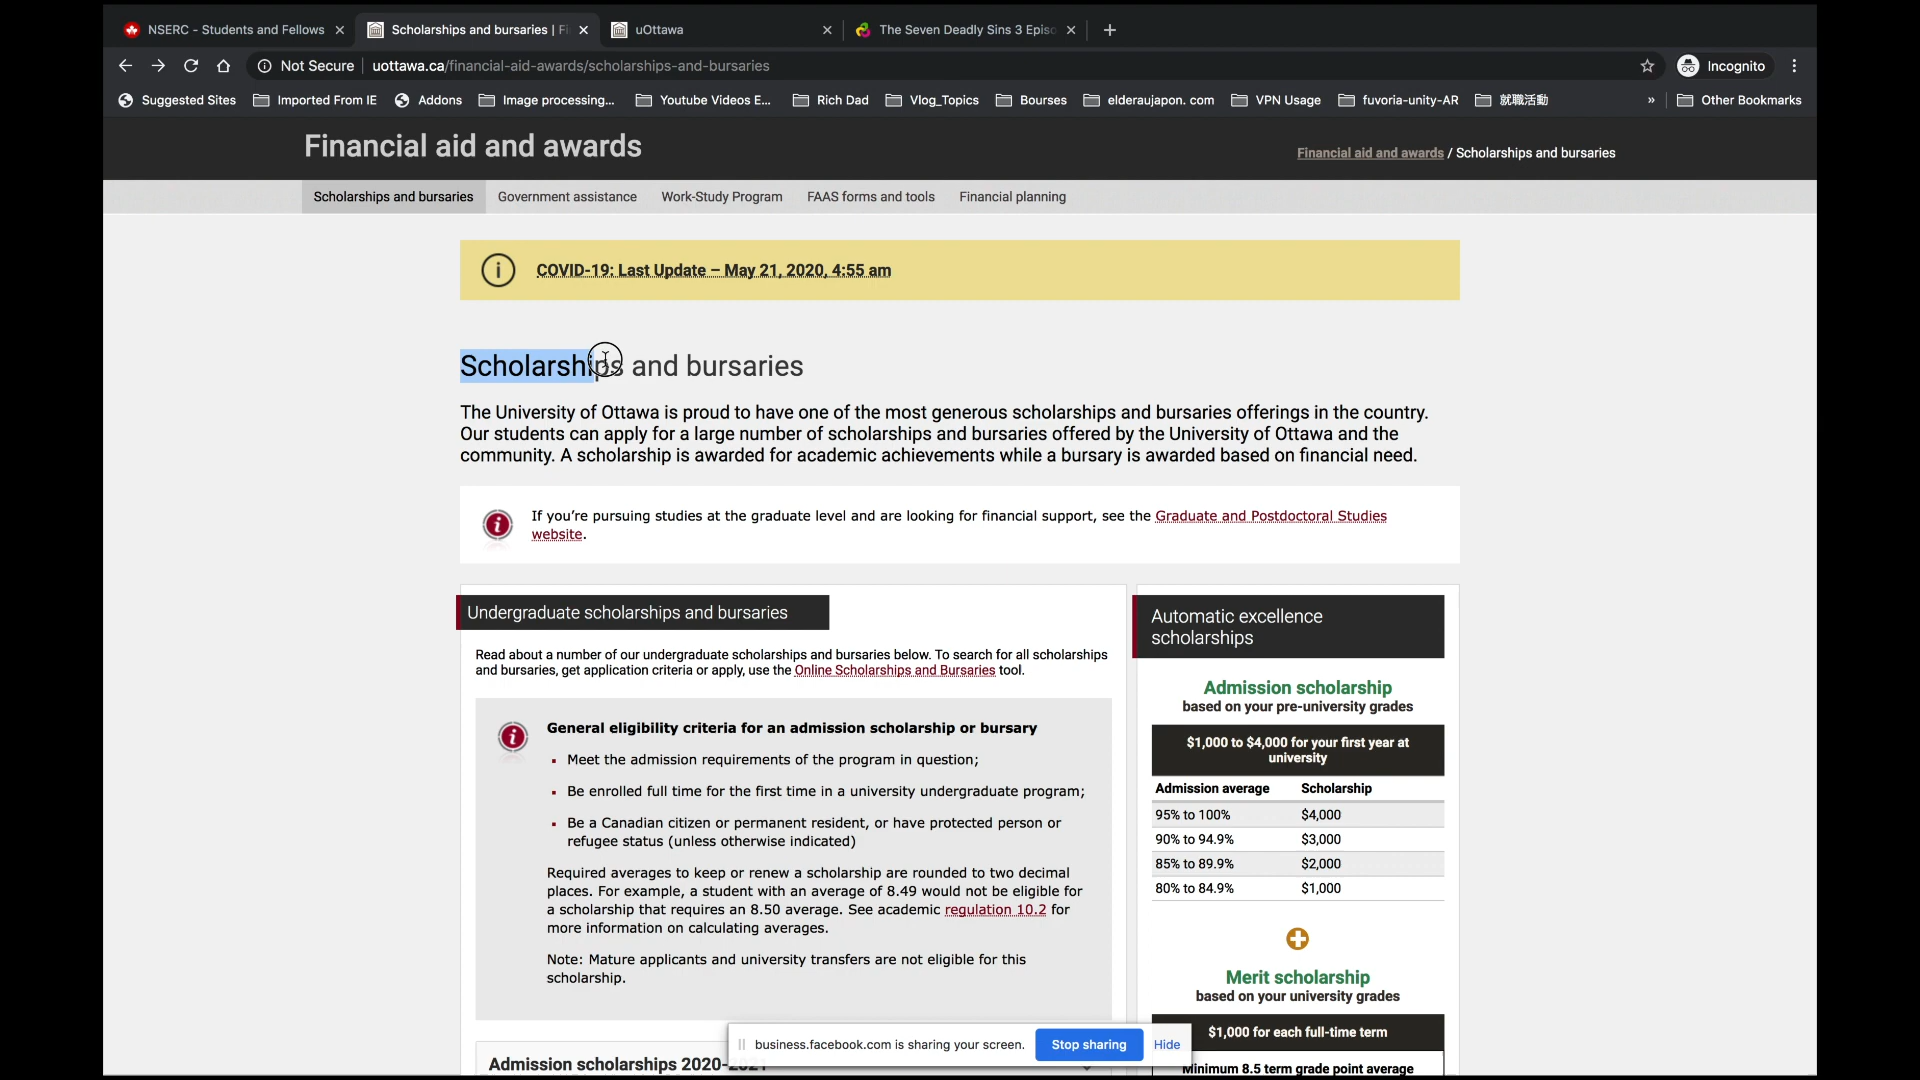 NSERC - Students and Fellows
Scholarships and bursaries | Fi
uOttawa
The Seven Deadly Sins 3 Episo
Not Secure
uottawa.ca/financial-aid-awards/scholarships-and-bursaries
Incognito
Suggested Sites
Imported From IE
Addons
Image processing...
Youtube Videos E...
Rich Dad
Vlog_Topics
Bourses
elderaujapon. com
VPN Usage
fuvoria-unity-AR
就職活動
»
Other Bookmarks
Financial aid and awards
Financial aid and awards / Scholarships and bursaries
Scholarships and bursaries
Government assistance
Work-Study Program
FAAS forms and tools
Financial planning
COVID-19: Last Update – May 21, 2020, 4:55 am
Scholarships and bursaries
The University of Ottawa is proud to have one of the most generous scholarships and bursaries offerings in the country.
Our students can apply for a large number of scholarships and bursaries offered by the University of Ottawa and the
community. A scholarship is awarded for academic achievements while a bursary is awarded based on financial need.
If you’re pursuing studies at the graduate level and are looking for financial support, see the Graduate and Postdoctoral Studies
website.
Undergraduate scholarships and bursaries
Read about a number of our undergraduate scholarships and bursaries below. To search for all scholarships
and bursaries, get application criteria or apply, use the Online Scholarships and Bursaries tool.
General eligibility criteria for an admission scholarship or bursary
Meet the admission requirements of the program in question;
Be enrolled full time for the first time in a university undergraduate program;
Be a Canadian citizen or permanent resident, or have protected person or
refugee status (unless otherwise indicated)
Required averages to keep or renew a scholarship are rounded to two decimal
places. For example, a student with an average of 8.49 would not be eligible for
a scholarship that requires an 8.50 average. See academic regulation 10.2 for
more information on calculating averages.
Note: Mature applicants and university transfers are not eligible for this
scholarship.
Admission scholarships 2020-2021
Automatic excellence
scholarships
Admission scholarship
based on your pre-university grades
$1,000 to $4,000 for your first year at
university
Admission average Scholarship
95% to 100% $4,000
90% to 94.9% $3,000
85% to 89.9% $2,000
80% to 84.9% $1,000
Merit scholarship
based on your university grades
$1,000 for each full-time term
Minimum 8.5 term grade point average
business.facebook.com is sharing your screen.
Stop sharing
Hide